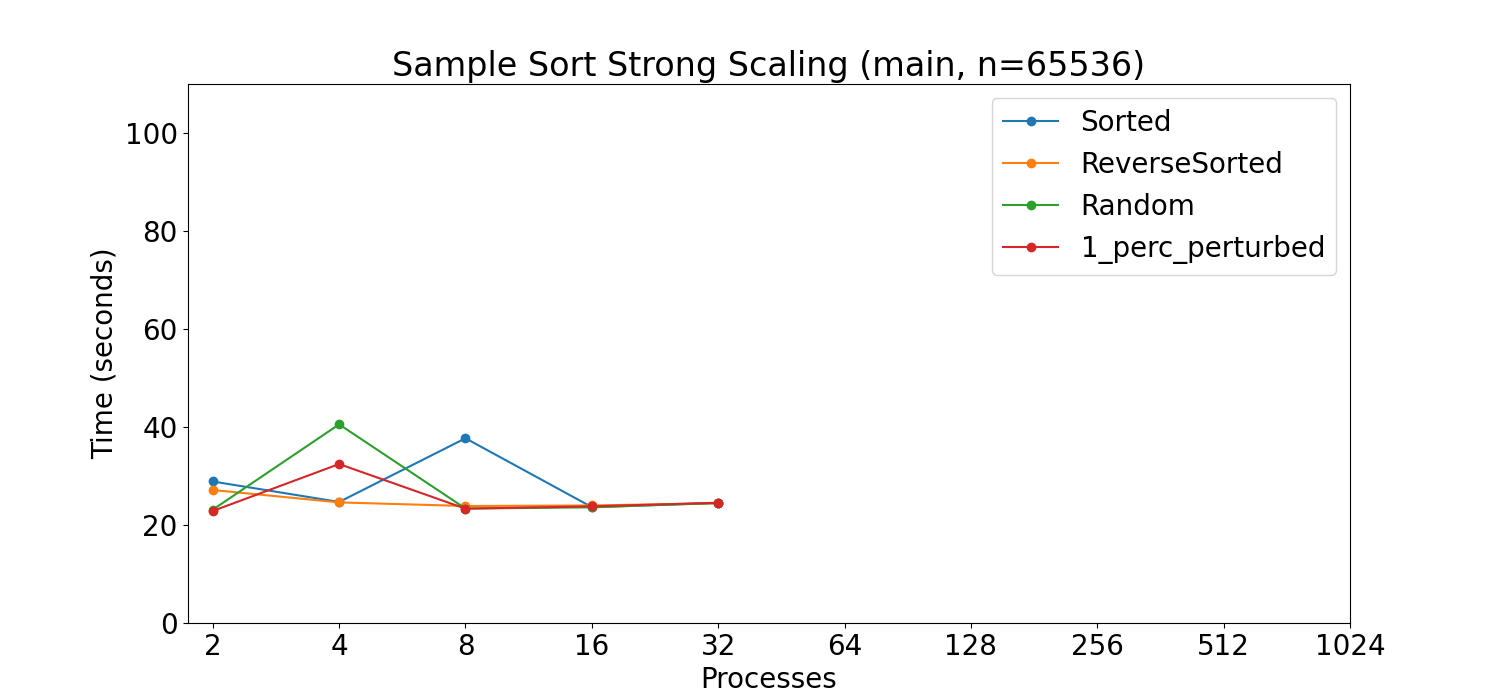 Sample Sort Strong Scaling (main, n=65536)
Time (seconds)
100
80
60
40
20
0
Sorted
ReverseSorted
Random
1_perc_perturbed
2 4 8 16 32 64 128 256 512 1024
Processes